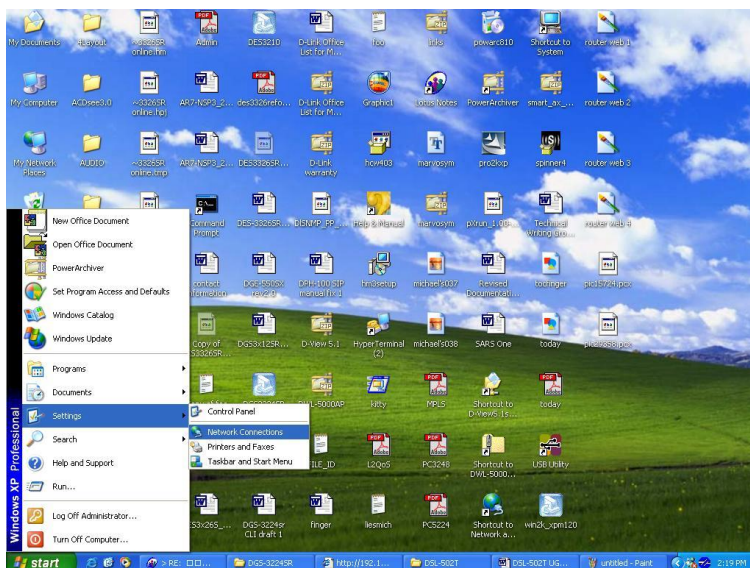 My Documents
Huayout
~3326SR online.hm
Admin
DES3210
D-Link Office List for M...
foo
links
powarc810
Shortcut to System
router web 1
My Computer
ACDsee3.0
~3326SR online.hpj
AR7-NSP3_2...
des3326refo...
D-Link Office List for M...
Graphic1
Lotus Notes
PowerArchiver
smart_ax_...
router web 2
My Network Places
AUDIO
~3326SR online.tmp
AR7-NSP3_2...
DES3326SR...
D-Link warranty
hcw403
marvosym
pro2kxp
spinner4
router web 3
Command Prompt
DES-3326SR...
DISNMP_PP_...
Help & Manual
marvosym
pXrun_1.00-...
Technical Writing Gro...
router web 4
contact information
DGE-550SX rev2.0
DPH-100 SIP manual fix 1
hm3setup
michael's037
Revised Documentati...
tocfinger
pic15724.pcx
Copy of
DGS3x12SR...
D-View 5.1
HyperTerminal (2)
michael's038
SARS One
today
pic29358.pcx
kitty
MPLS
Shortcut to D-View5.1s...
today
ILE_ID
L2QoS
PC3248
Shortcut to DWL-5000...
USB Utility
DGS-3224sr CLI draft 1
finger
liesmich
PC5224
Shortcut to Network a...
win2k_xpm120
New Office Document
Open Office Document
PowerArchiver
Set Program Access and Defaults
Windows Catalog
Windows Update
Programs
Documents
Settings
Search
Help and Support
Run...
Log Off Administrator...
Turn Off Computer...
Windows XP Professional
Control Panel
Network Connections
Printers and Faxes
Taskbar and Start Menu
start
> RE: □□...
DGS-3224SR
http://192.1...
DSL-502T
DSL-502T UG...
untitled - Paint
2:19 PM